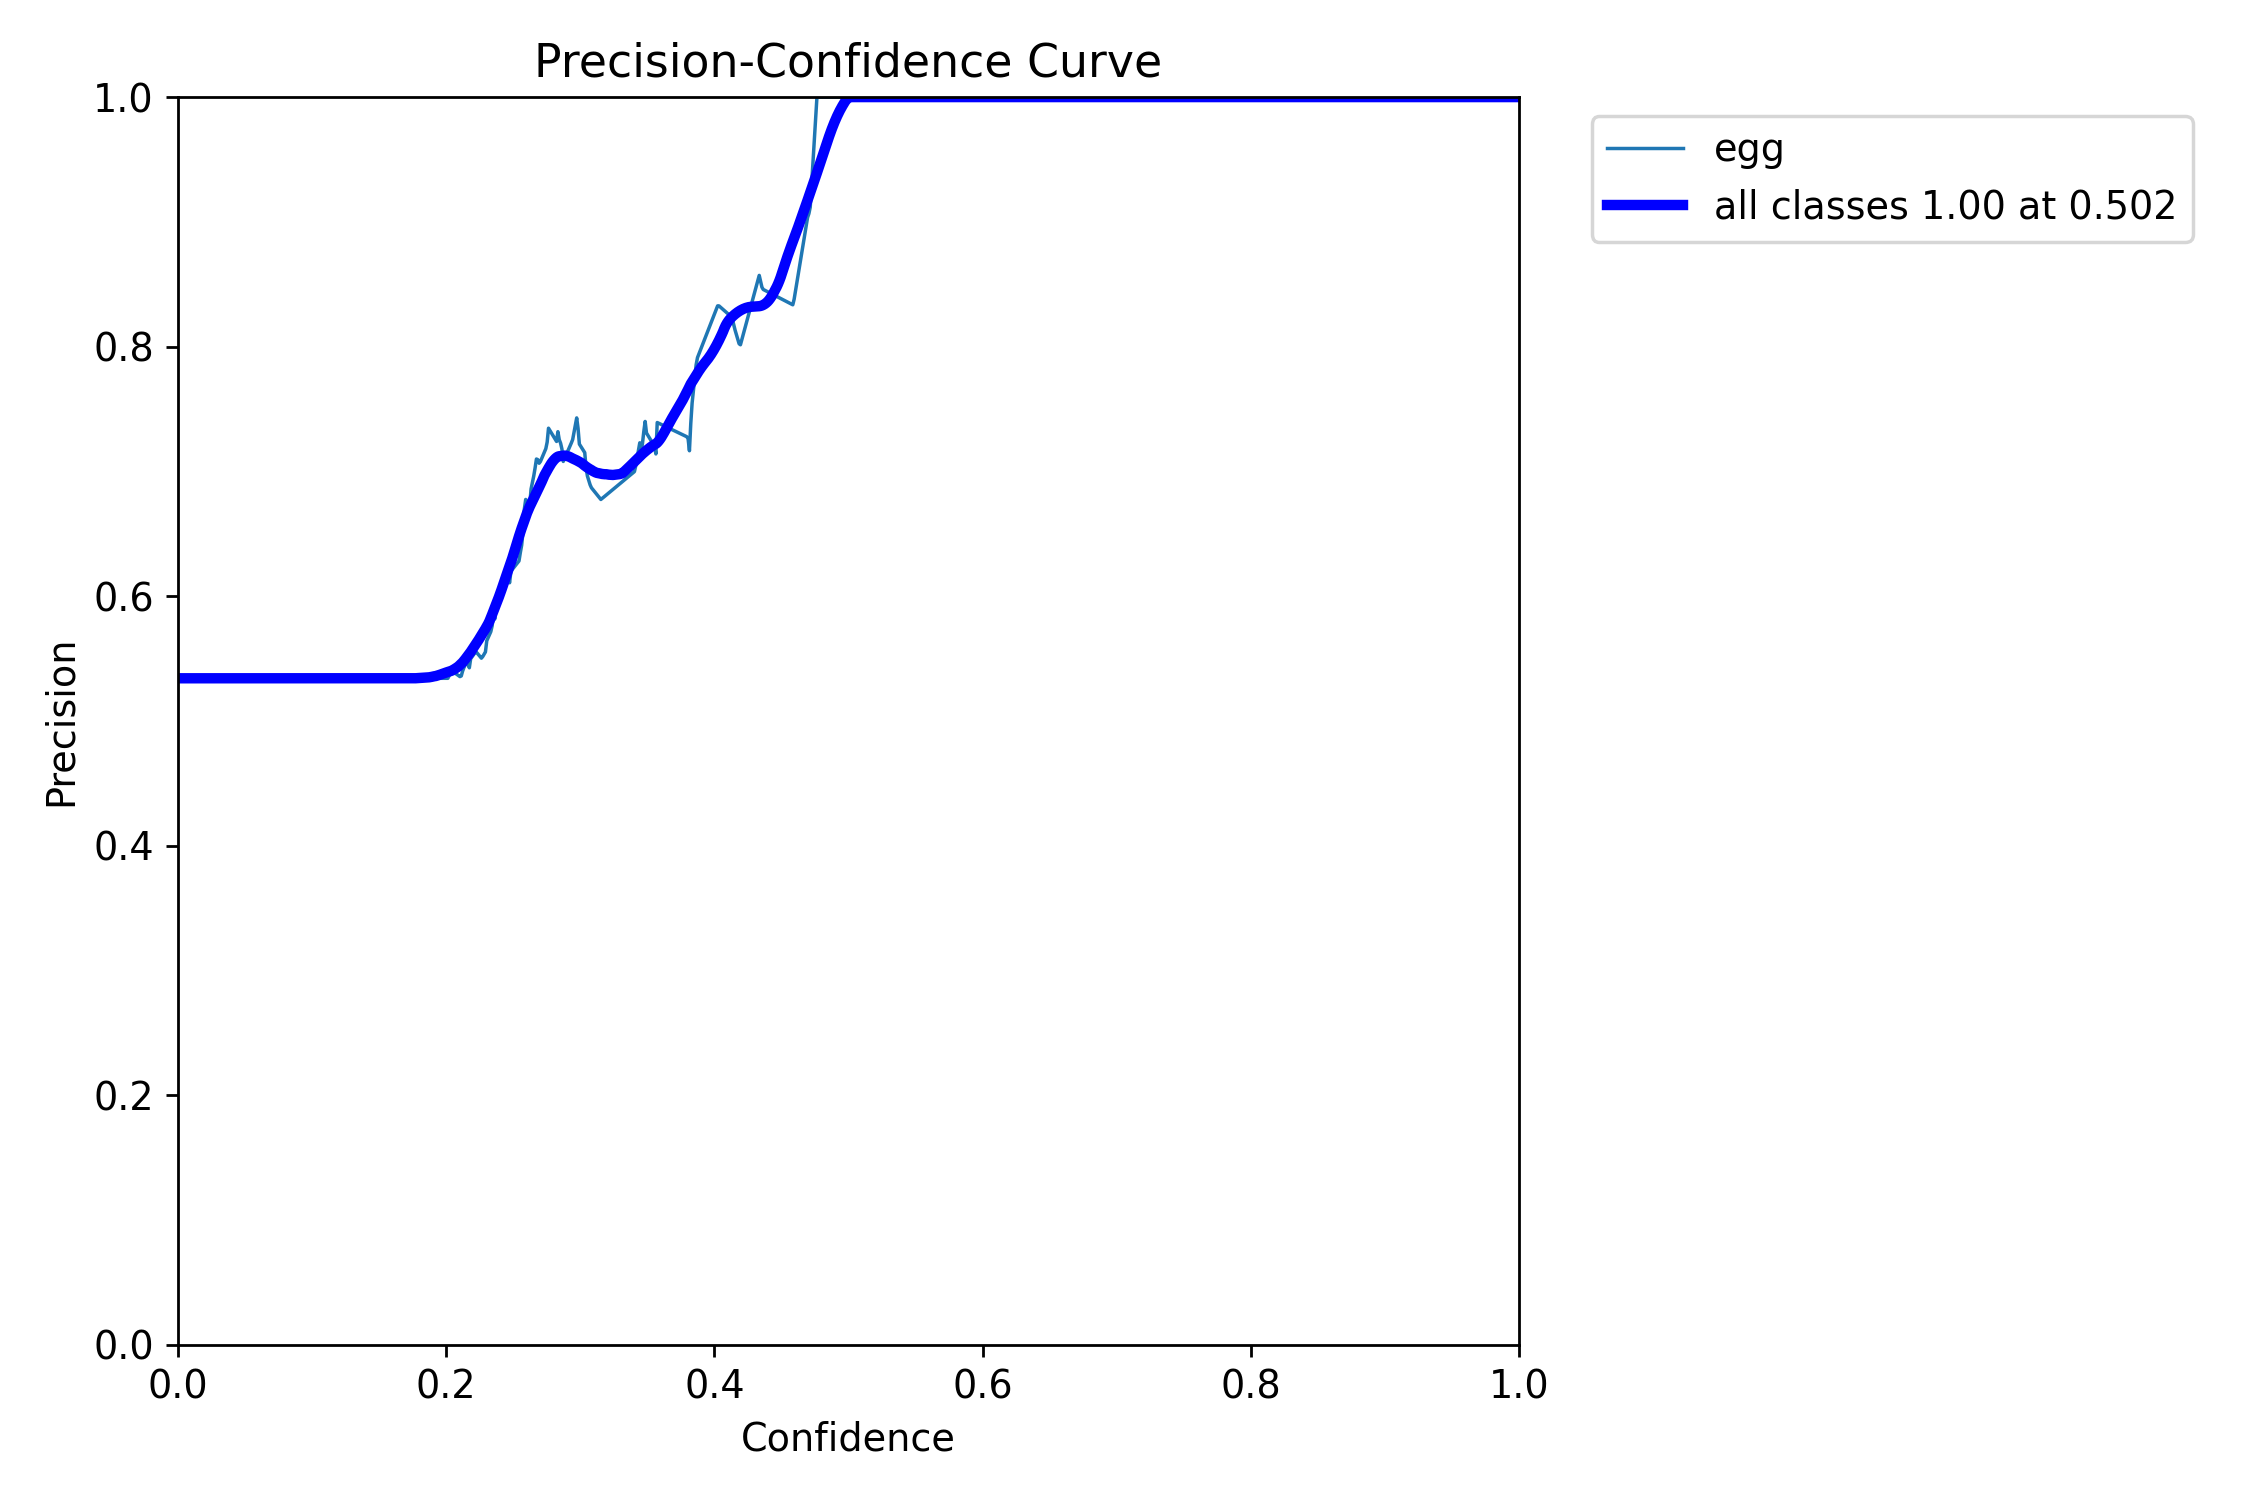 Precision-Confidence Curve
1.0
0.8
0.6
0.4
0.2
0.0
Precision
0.0 0.2 0.4 0.6 0.8 1.0
Confidence
egg
all classes 1.00 at 0.502